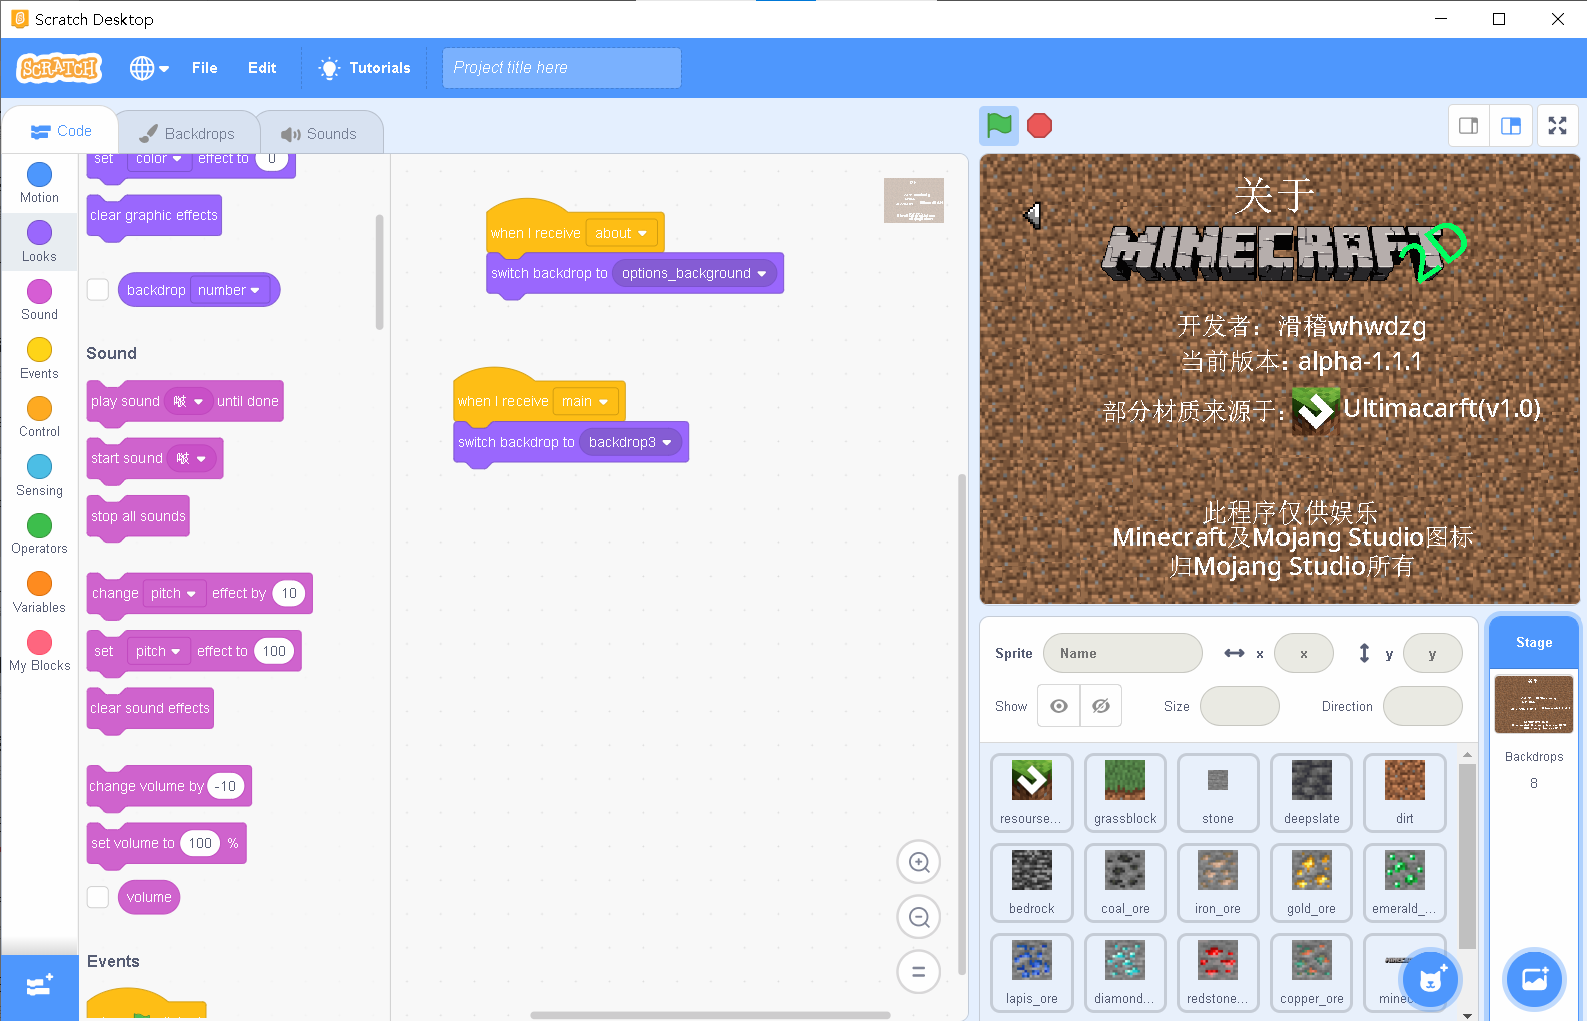 Scratch Desktop
SCRATCH
File
Edit
Tutorials
Project title here
Code
Backdrops
Sounds
Motion
Looks
Sound
Events
Control
Sensing
Operators
Variables
My Blocks
set color effect to 0
clear graphic effects
backdrop number
Sound
play sound 啵 until done
start sound 啵
stop all sounds
change pitch effect by 10
set pitch effect to 100
clear sound effects
change volume by -10
set volume to 100 %
volume
Events
when I receive about
switch backdrop to options_background
when I receive main
switch backdrop to backdrop3
关于
MINECRAFT 2D
开发者：滑稽whwdzg
当前版本：alpha-1.1.1
部分材质来源于：Ultimacarft(v1.0)
此程序仅供娱乐
Minecraft及Mojang Studio图标
归Mojang Studio所有
Sprite
Name
x
x
y
y
Show
Size
Direction
Stage
Backdrops
8
resourse...
grassblock
stone
deepslate
dirt
bedrock
coal_ore
iron_ore
gold_ore
emerald_...
lapis_ore
diamond...
redstone...
copper_ore